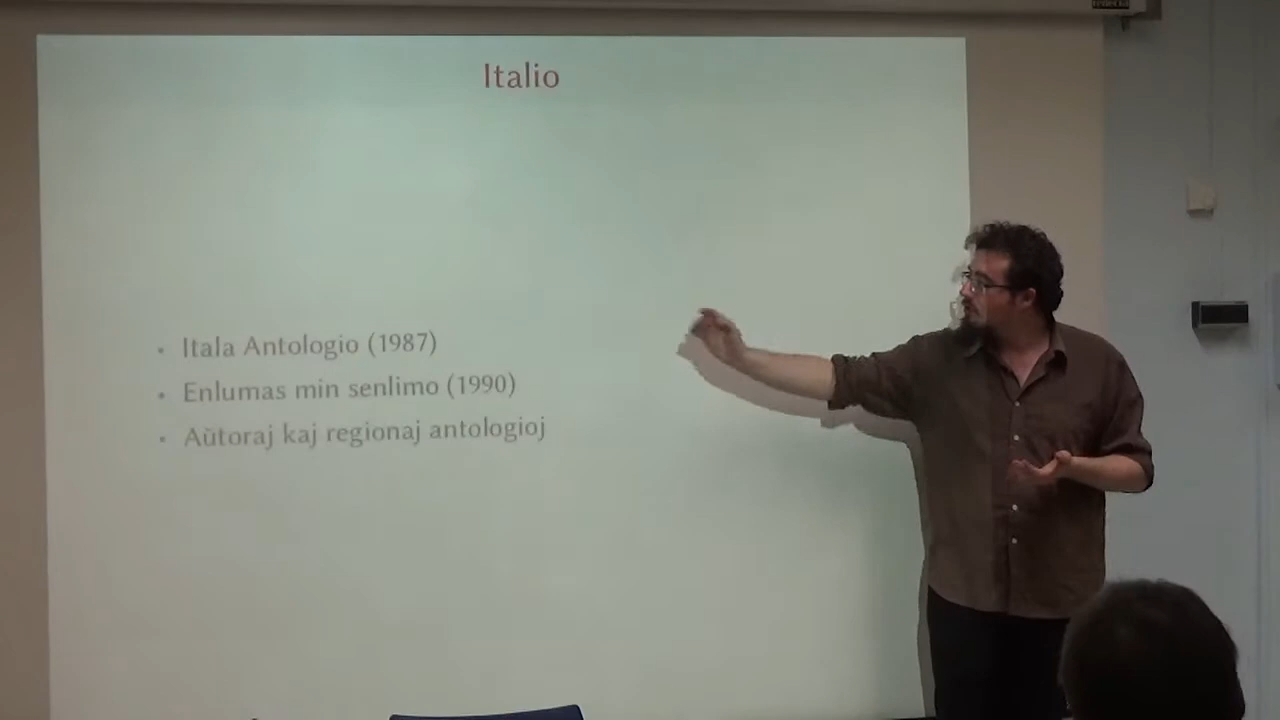 Italio
• Itala Antologio (1987)
• Enlumas min senlimo (1990)
• Aŭtoraj kaj regionaj antologioj